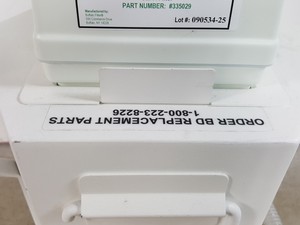 PART NUMBER: #335029
Lot #: 090534-25
ORDER BD REPLACEMENT PARTS
1-800-223-8226